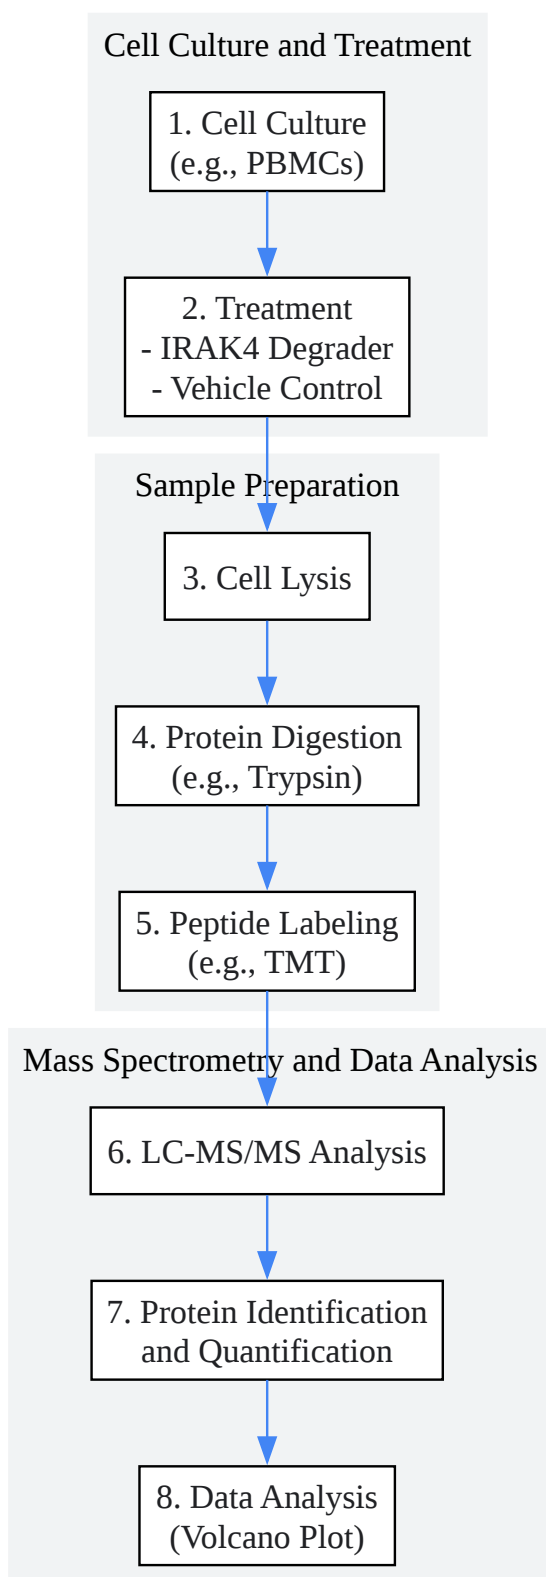 Cell Culture and Treatment
1. Cell Culture
(e.g., PBMCs)
2. Treatment
- IRAK4 Degrader
- Vehicle Control
Sample Preparation
3. Cell Lysis
4. Protein Digestion
(e.g., Trypsin)
5. Peptide Labeling
(e.g., TMT)
Mass Spectrometry and Data Analysis
6. LC-MS/MS Analysis
7. Protein Identification
and Quantification
8. Data Analysis
(Volcano Plot)